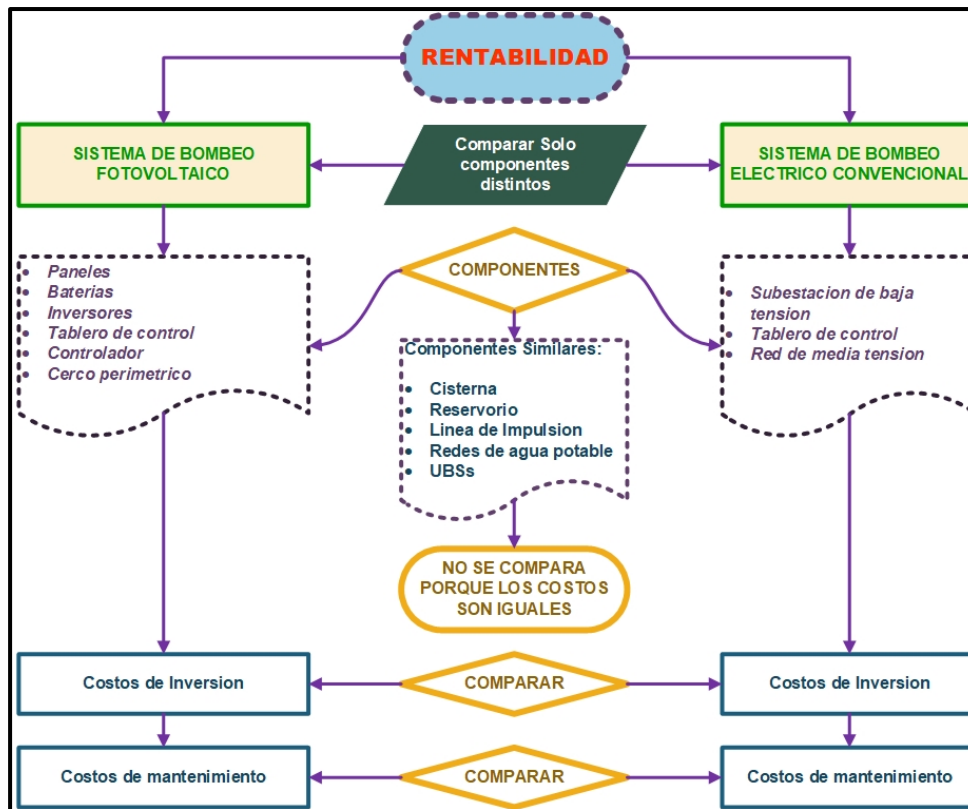 RENTABILIDAD
SISTEMA DE BOMBEO
FOTOVOLTAICO
Comparar Solo
componentes
distintos
SISTEMA DE BOMBEO
ELECTRICO CONVENCIONAL
• Paneles
• Baterias
• Inversores
• Tablero de control
• Controlador
• Cerco perimetrico
COMPONENTES
• Subestacion de baja
tension
• Tablero de control
• Red de media tension
Componentes Similares:
• Cisterna
• Reservorio
• Linea de Impulsion
• Redes de agua potable
• UBSs
NO SE COMPARA
PORQUE LOS COSTOS
SON IGUALES
Costos de Inversion
COMPARAR
Costos de Inversion
Costos de mantenimiento
COMPARAR
Costos de mantenimiento